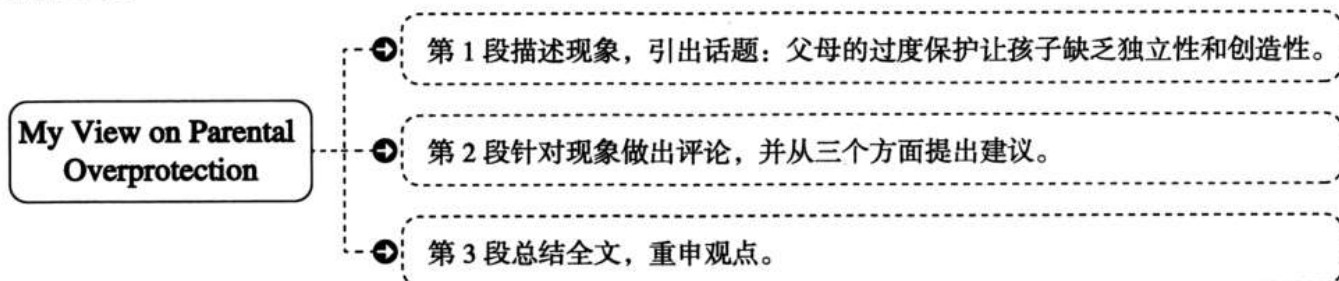 My View on Parental
Overprotection
第1段描述现象，引出话题：父母的过度保护让孩子缺乏独立性和创造性。
第2段针对现象做出评论，并从三个方面提出建议。
第3段总结全文，重申观点。